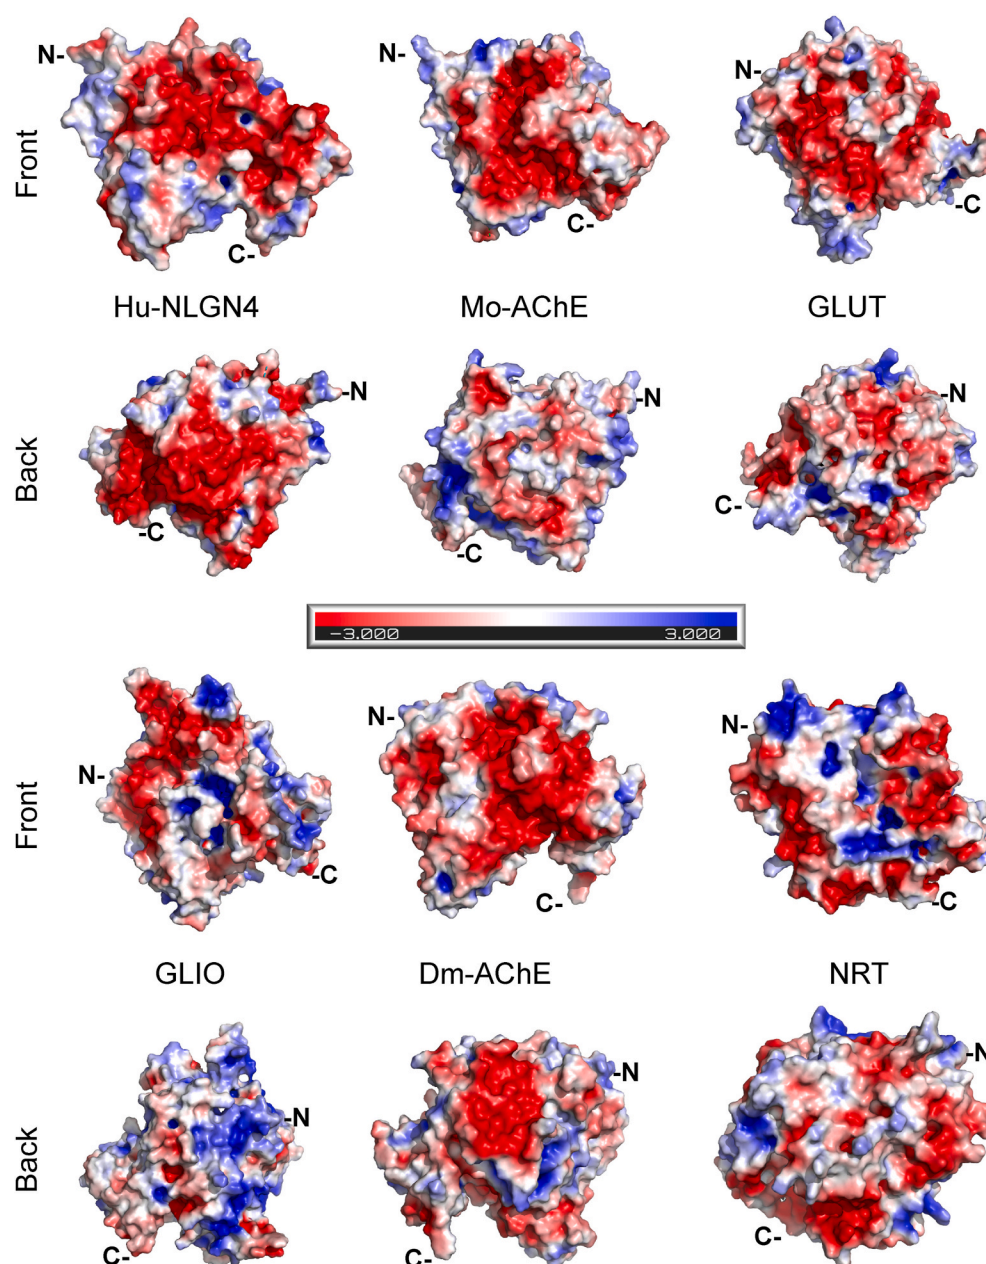 N-
N-
N-
Front
C-
C-
-C
Hu-NLGN4 Mo-AChE GLUT
-N
-N
-N
Back
-C
-C
C-
-3.000 3.000
N-
N-
N-
Front
-C
C-
-C
GLIO Dm-AChE NRT
-N
-N
-N
Back
C-
C-
C-